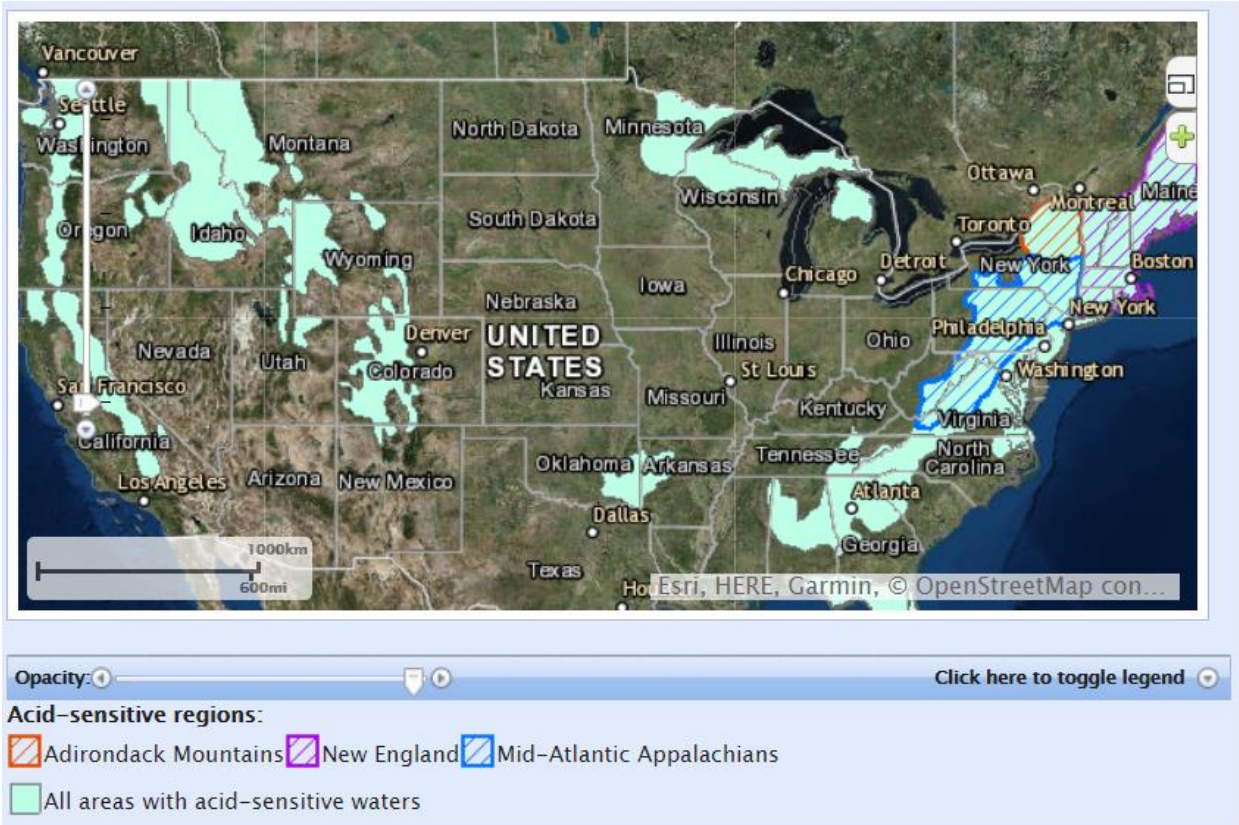 Vancouver
Seattle
Washington
Montana
North Dakota
Minnesota
Ottawa
Montreal
Maine
Oregon
Idaho
South Dakota
Wisconsin
Toronto
Wyoming
Detroit
New York
Boston
Chicago
Iowa
Nebraska
New York
Nevada
Utah
Denver
Colorado
UNITED
STATES
Kansas
Illinois
Ohio
Philadelphia
St Louis
Washington
San Francisco
Missouri
Kentucky
Virginia
California
Los Angeles
Arizona
New Mexico
Oklahoma
Arkansas
Tennessee
North
Carolina
Atlanta
Dallas
Georgia
1000km
600mi
Texas
Esri, HERE, Garmin, © OpenStreetMap con...
Opacity:
Click here to toggle legend
Acid-sensitive regions:
Adirondack Mountains New England Mid-Atlantic Appalachians
All areas with acid-sensitive waters